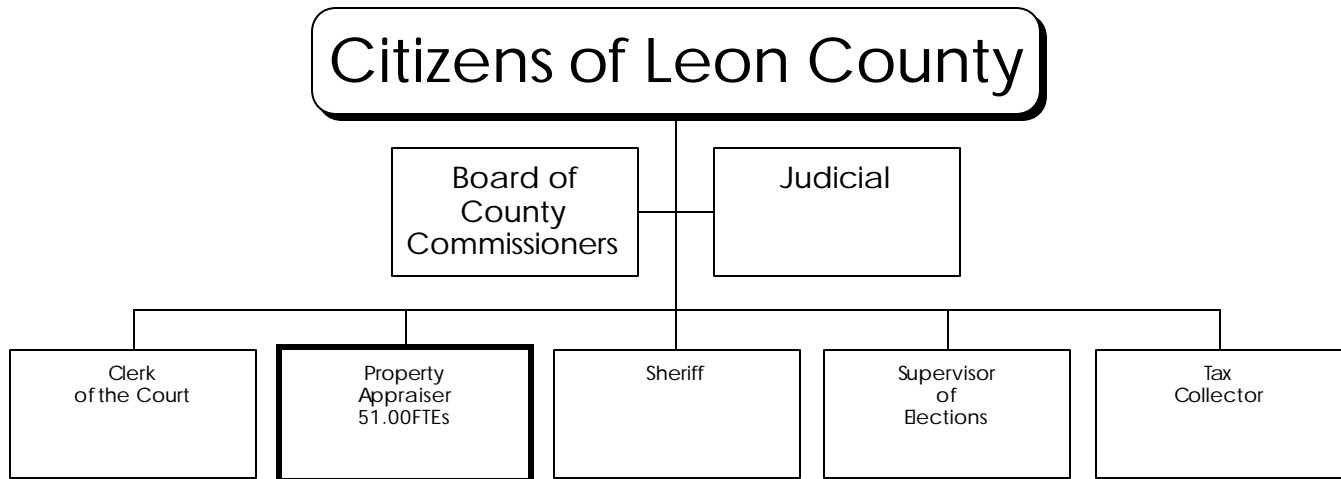 Citizens of Leon County
Board of
County
Commissioners
Judicial
Clerk
of the Court
Property
Appraiser
51.00FTEs
Sheriff
Supervisor
of
Elections
Tax
Collector